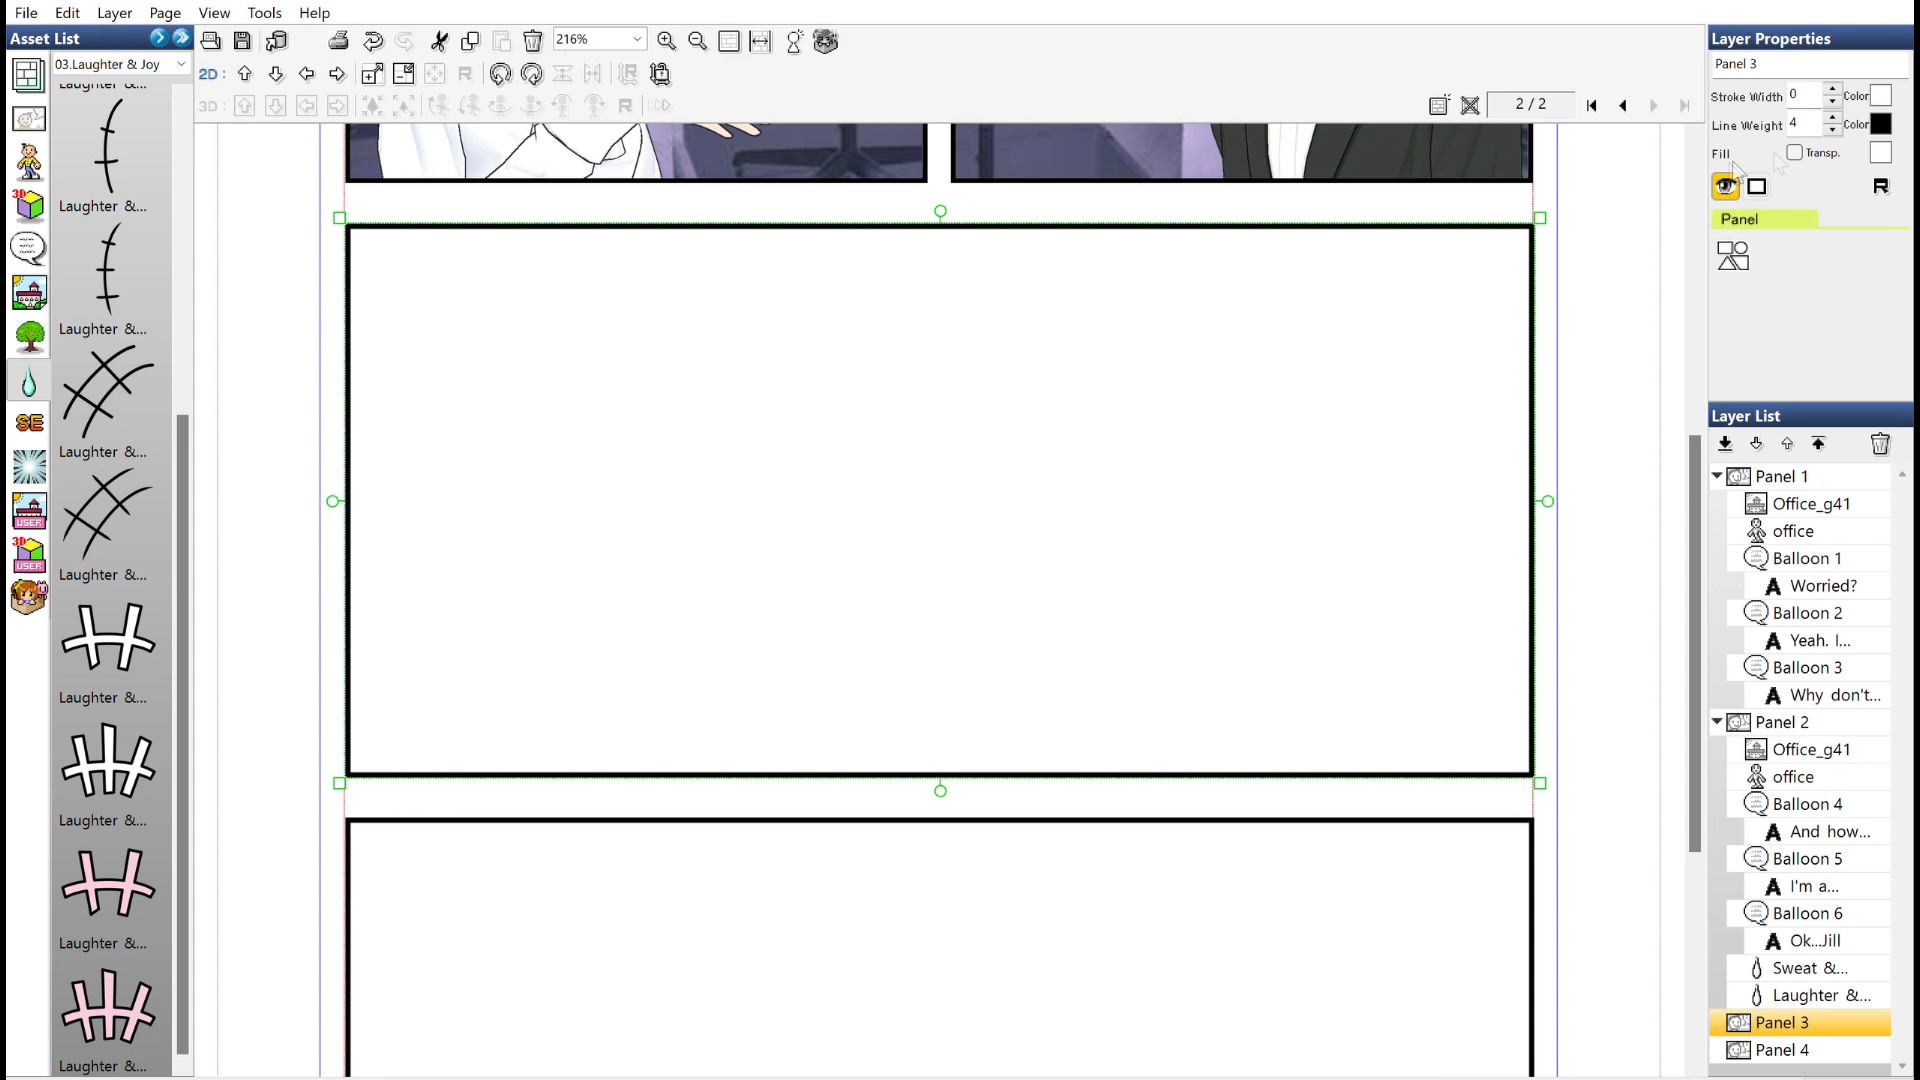 File Edit Layer Page View Tools Help
Asset List
03.Laughter & Joy
216%
2D:
3D:
2 / 2
Laughter &...
Laughter &...
Laughter &...
Laughter &...
Laughter &...
Laughter &...
Laughter &...
Laughter &...
Laughter &...
3D
SE
USER
3D
USER
Layer Properties
Panel 3
Stroke Width 0 Color
Line Weight 4 Color
Fill Transp.
Panel
Layer List
Panel 1
Office_g41
office
Balloon 1
Worried?
Balloon 2
Yeah. I...
Balloon 3
Why don't...
Panel 2
Office_g41
office
Balloon 4
And how...
Balloon 5
I'm a...
Balloon 6
Ok...Jill
Sweat &...
Laughter &...
Panel 3
Panel 4